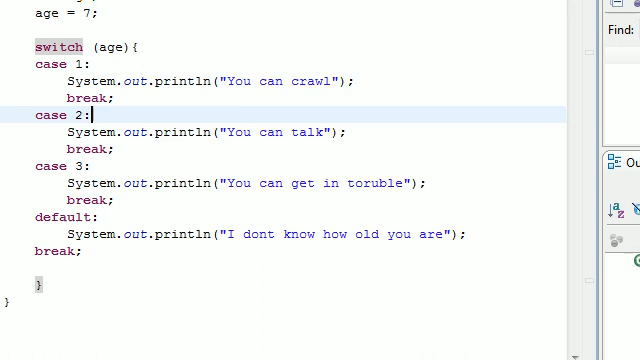 age = 7;
switch (age){
case 1:
System.out.println("You can crawl");
break;
case 2:
System.out.println("You can talk");
break;
case 3:
System.out.println("You can get in toruble");
break;
default:
System.out.println("I dont know how old you are");
break;
}
}
Find:
Ou
az